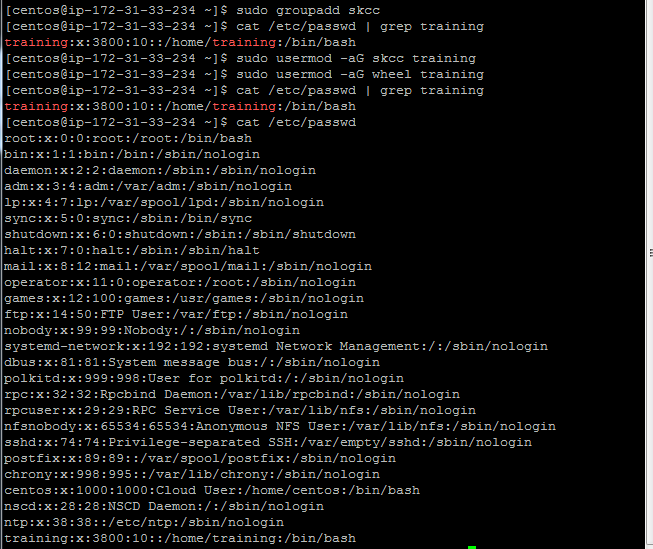 [centos@ip-172-31-33-234 ~]$ sudo groupadd skcc
[centos@ip-172-31-33-234 ~]$ cat /etc/passwd | grep training
training:x:3800:10::/home/training:/bin/bash
[centos@ip-172-31-33-234 ~]$ sudo usermod -aG skcc training
[centos@ip-172-31-33-234 ~]$ sudo usermod -aG wheel training
[centos@ip-172-31-33-234 ~]$ cat /etc/passwd | grep training
training:x:3800:10::/home/training:/bin/bash
[centos@ip-172-31-33-234 ~]$ cat /etc/passwd
root:x:0:0:root:/root:/bin/bash
bin:x:1:1:bin:/bin:/sbin/nologin
daemon:x:2:2:daemon:/sbin:/sbin/nologin
adm:x:3:4:adm:/var/adm:/sbin/nologin
lp:x:4:7:lp:/var/spool/lpd:/sbin/nologin
sync:x:5:0:sync:/sbin:/bin/sync
shutdown:x:6:0:shutdown:/sbin:/sbin/shutdown
halt:x:7:0:halt:/sbin:/sbin/halt
mail:x:8:12:mail:/var/spool/mail:/sbin/nologin
operator:x:11:0:operator:/root:/sbin/nologin
games:x:12:100:games:/usr/games:/sbin/nologin
ftp:x:14:50:FTP User:/var/ftp:/sbin/nologin
nobody:x:99:99:Nobody:/:/sbin/nologin
systemd-network:x:192:192:systemd Network Management:/:/sbin/nologin
dbus:x:81:81:System message bus:/:/sbin/nologin
polkitd:x:999:998:User for polkitd:/:/sbin/nologin
rpc:x:32:32:Rpcbind Daemon:/var/lib/rpcbind:/sbin/nologin
rpcuser:x:29:29:RPC Service User:/var/lib/nfs:/sbin/nologin
nfsnobody:x:65534:65534:Anonymous NFS User:/var/lib/nfs:/sbin/nologin
sshd:x:74:74:Privilege-separated SSH:/var/empty/sshd:/sbin/nologin
postfix:x:89:89::/var/spool/postfix:/sbin/nologin
chrony:x:998:995::/var/lib/chrony:/sbin/nologin
centos:x:1000:1000:Cloud User:/home/centos:/bin/bash
nscd:x:28:28:NSCD Daemon:/:/sbin/nologin
ntp:x:38:38::/etc/ntp:/sbin/nologin
training:x:3800:10::/home/training:/bin/bash